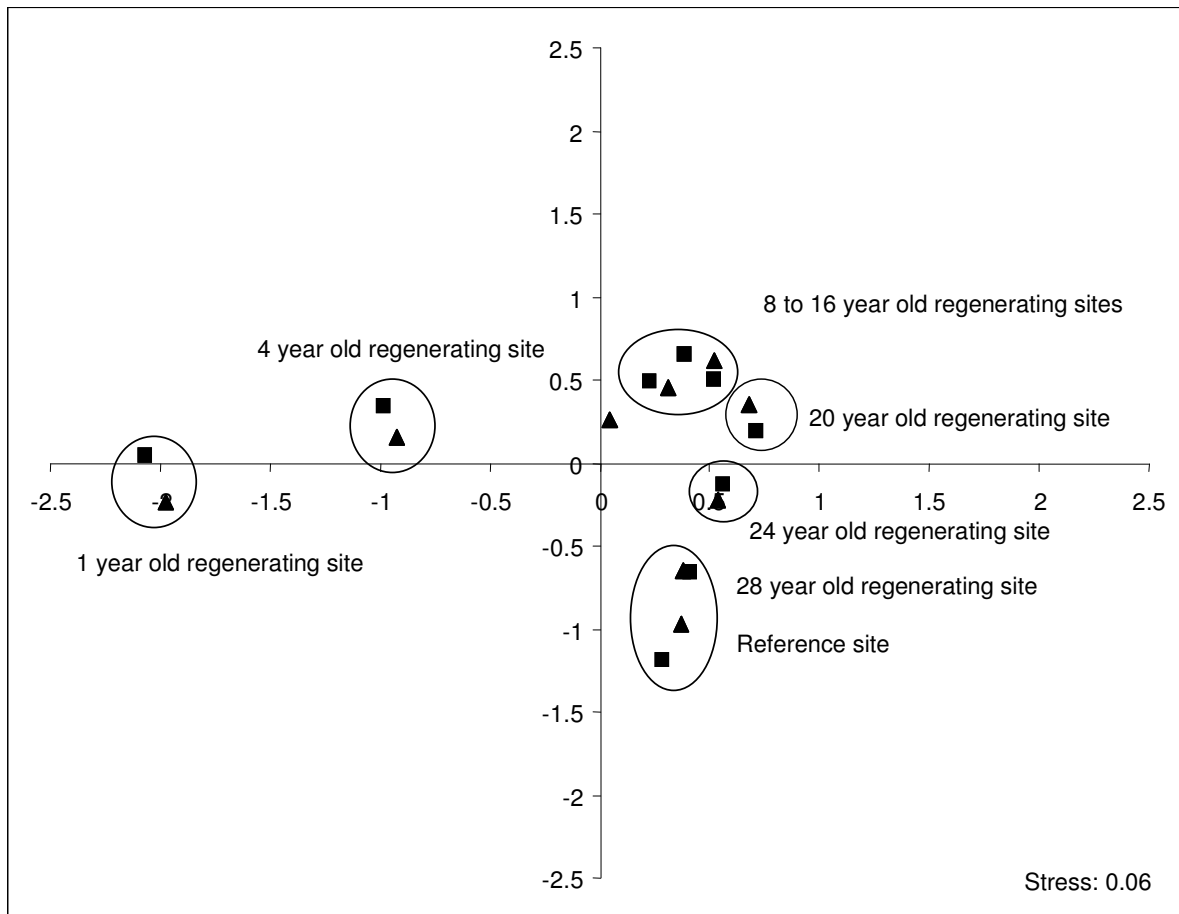 2.5
2
1.5
1
8 to 16 year old regenerating sites
4 year old regenerating site
0.5
20 year old regenerating site
0
-2.5 -2 -1.5 -1 -0.5 0 0.5 1 1.5 2 2.5
24 year old regenerating site
-0.5
1 year old regenerating site
28 year old regenerating site
-1
Reference site
-1.5
-2
-2.5
Stress: 0.06